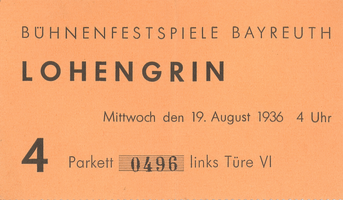 BÜHNENFESTSPIELE BAYREUTH
LOHENGRIN
Mittwoch den 19. August 1936 4 Uhr
4 Parkett 0496 links Türe VI